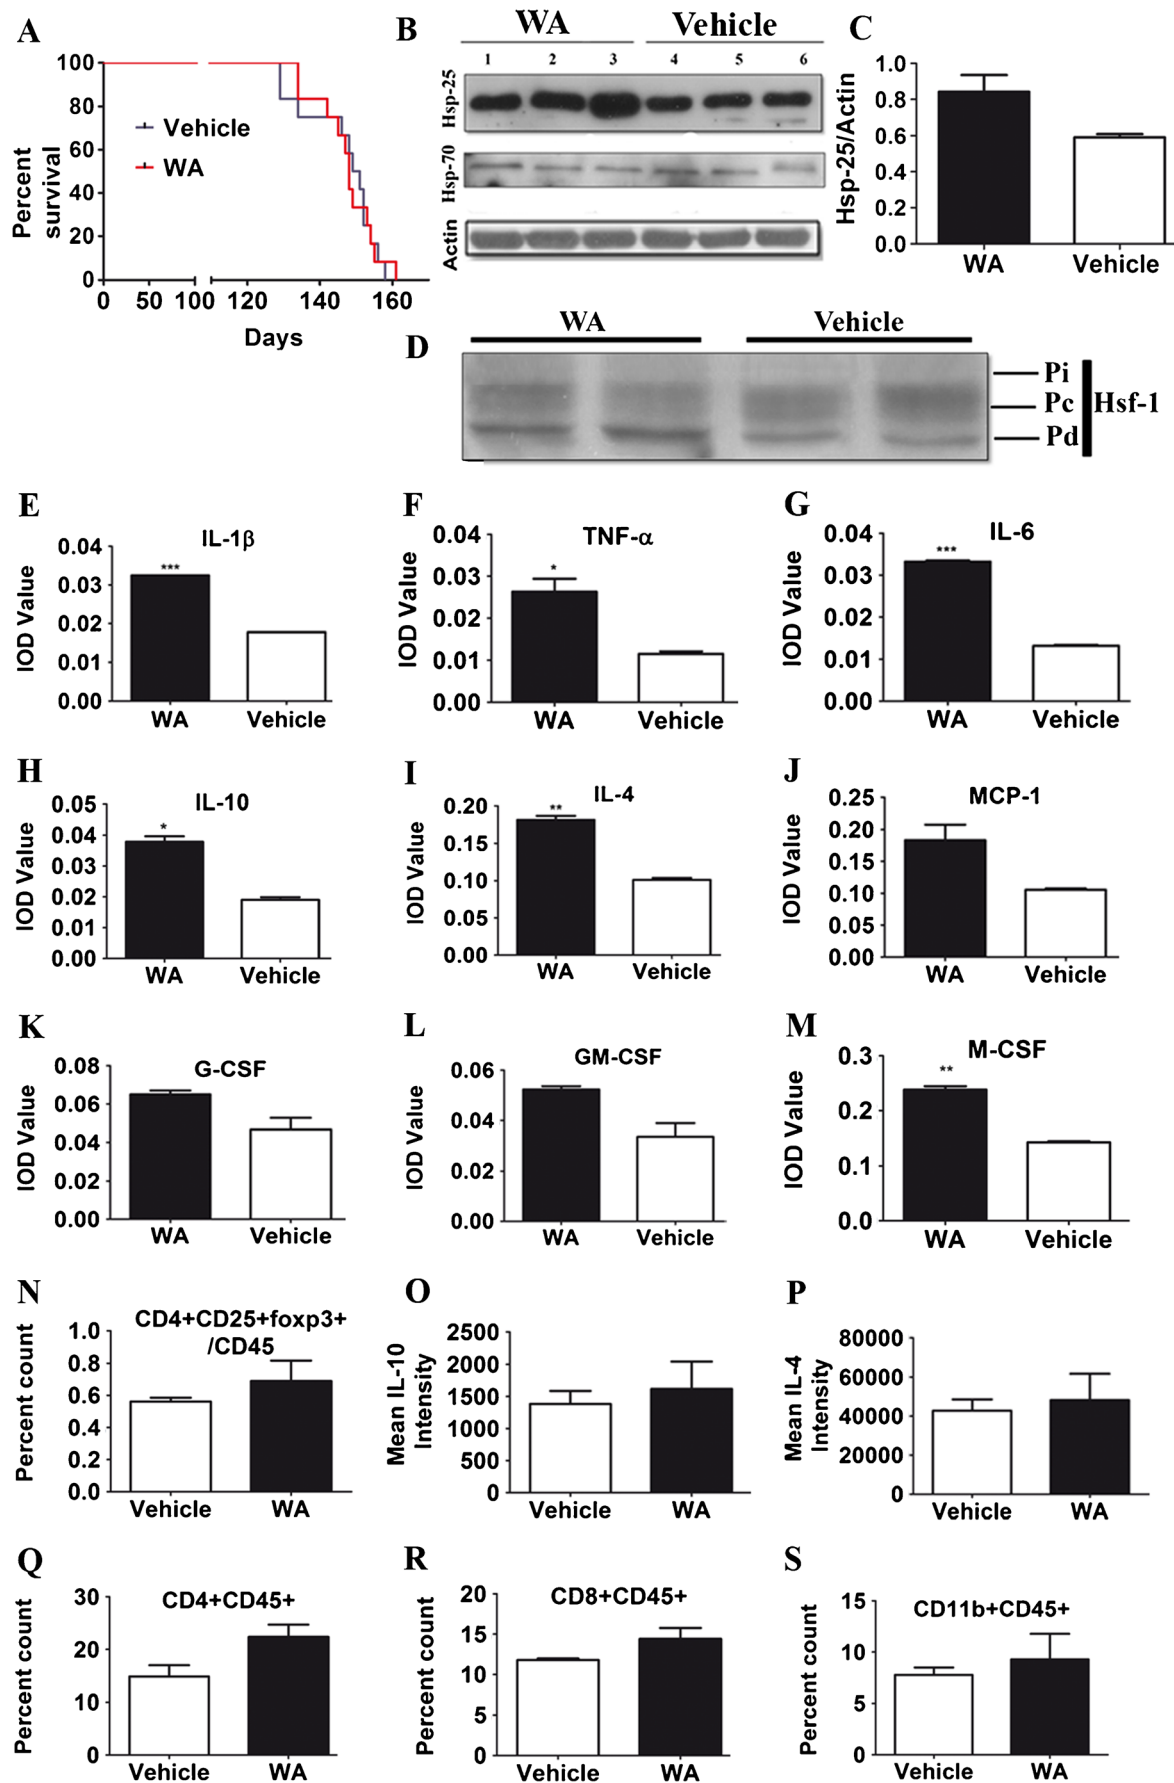 A
100
80
60
40
20
0
Percent
survival
Vehicle
WA
0 50 100 120 140 160
Days
B
WA Vehicle
1 2 3 4 5 6
Hsp-25
Hsp-70
Actin
C
Hsp-25/Actin
1.0
0.8
0.6
0.4
0.2
0.0
WA Vehicle
D
WA Vehicle
Pi
Pc
Pd
Hsf-1
E
IL-1β
IOD Value
0.04
0.03
0.02
0.01
0.00
***
WA Vehicle
F
TNF-α
IOD Value
0.04
0.03
0.02
0.01
0.00
*
WA Vehicle
G
IL-6
IOD Value
0.04
0.03
0.02
0.01
0.00
***
WA Vehicle
H
IL-10
IOD Value
0.05
0.04
0.03
0.02
0.01
0.00
*
WA Vehicle
I
IL-4
IOD Value
0.20
0.15
0.10
0.05
0.00
**
WA Vehicle
J
MCP-1
IOD Value
0.25
0.20
0.15
0.10
0.05
0.00
WA Vehicle
K
G-CSF
IOD Value
0.08
0.06
0.04
0.02
0.00
WA Vehicle
L
GM-CSF
IOD Value
0.06
0.04
0.02
0.00
WA Vehicle
M
M-CSF
IOD Value
0.3
0.2
0.1
0.0
**
WA Vehicle
N
CD4+CD25+foxp3+
/CD45
Percent count
1.0
0.8
0.6
0.4
0.2
0.0
Vehicle WA
O
Mean IL-10
Intensity
2500
2000
1500
1000
500
0
Vehicle WA
P
Mean IL-4
Intensity
80000
60000
40000
20000
0
Vehicle WA
Q
CD4+CD45+
Percent count
30
20
10
0
Vehicle WA
R
CD8+CD45+
Percent count
20
15
10
5
0
Vehicle WA
S
CD11b+CD45+
Percent count
15
10
5
0
Vehicle WA